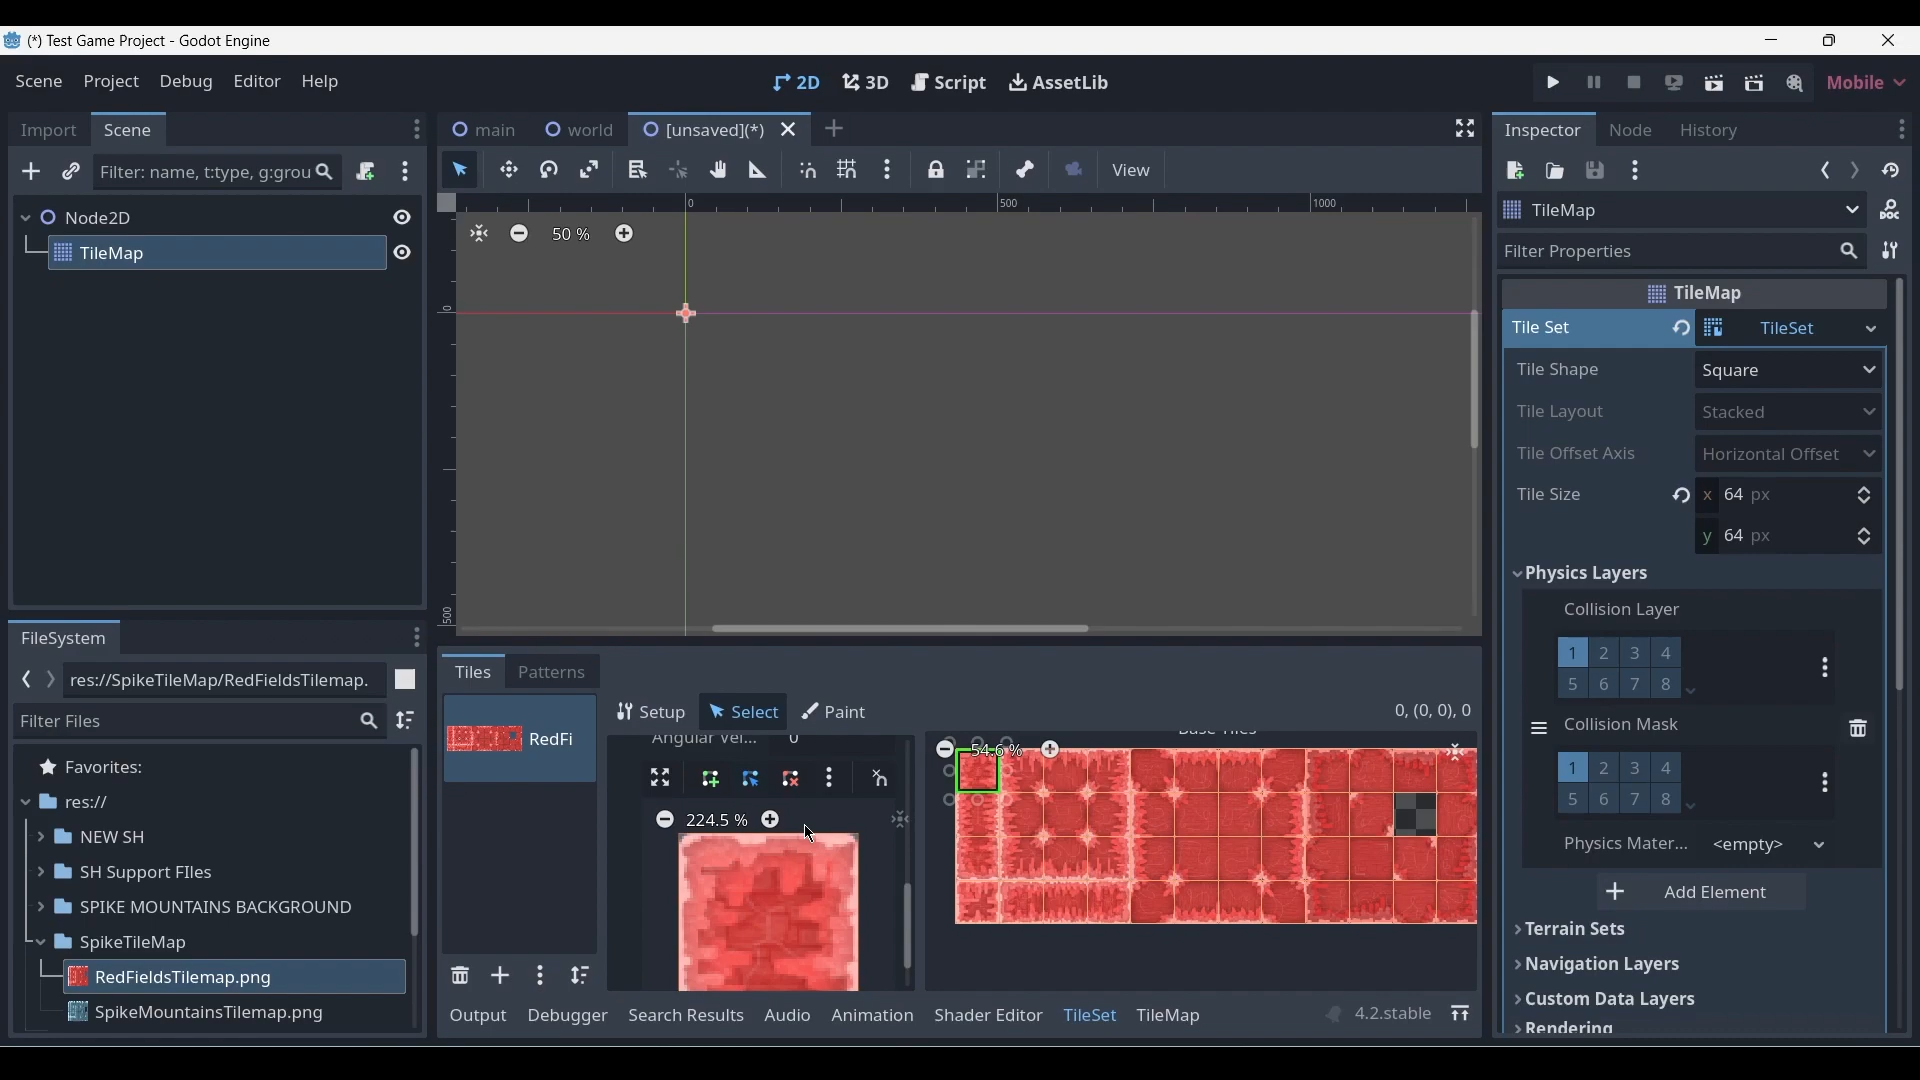 (*) Test Game Project - Godot Engine
Scene Project Debug Editor Help
2D 3D Script AssetLib
Mobile
Import Scene
Filter: name, t:type, g:grou
Node2D
TileMap
main world [unsaved](*)
View
0 500 1000
50 %
0
500
FileSystem
res://SpikeTileMap/RedFieldsTilemap.
Filter Files
Favorites:
res://
NEW SH
SH Support FIles
SPIKE MOUNTAINS BACKGROUND
SpikeTileMap
RedFieldsTilemap.png
SpikeMountainsTilemap.png
Tiles Patterns
RedFi
Setup Select Paint
0, (0, 0), 0
Angular Vel... 0
224.5 %
Base Tiles
54.6 %
Output Debugger Search Results Audio Animation Shader Editor TileSet TileMap
4.2.stable
Inspector Node History
TileMap
Filter Properties
TileMap
Tile Set TileSet
Tile Shape Square
Tile Layout Stacked
Tile Offset Axis Horizontal Offset
Tile Size x 64 px
y 64 px
Physics Layers
Collision Layer
1 2 3 4
5 6 7 8
Collision Mask
1 2 3 4
5 6 7 8
Physics Mater... <empty>
Add Element
Terrain Sets
Navigation Layers
Custom Data Layers
Rendering